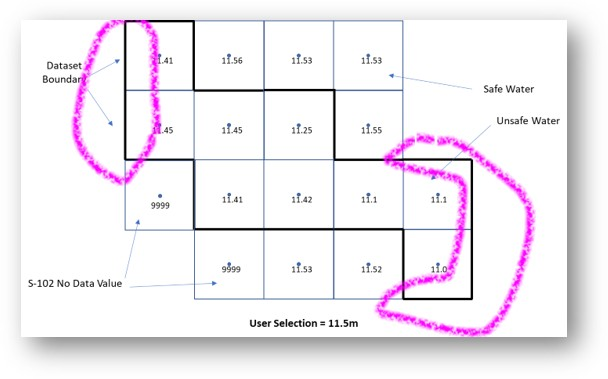 11.41 11.56 11.53 11.53
Dataset
Boundary
Safe Water
11.45 11.45 11.25 11.55
Unsafe Water
9999 11.41 11.42 11.1 11.1
9999 11.53 11.52 11.0
S-102 No Data Value
User Selection = 11.5m